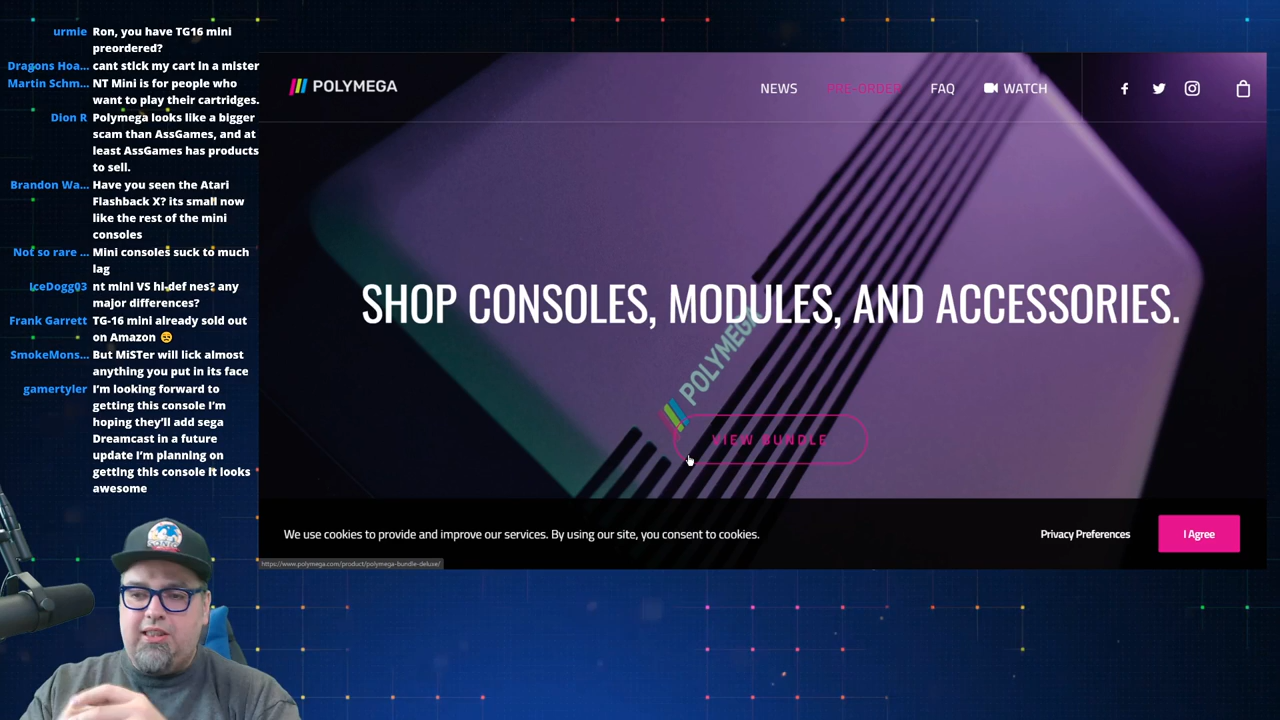 urmie Ron, you have TG16 mini
preordered?
Dragons Hoa... cant stick my cart in a mister
Martin Schm... NT Mini is for people who
want to play their cartridges.
Dion R Polymega looks like a bigger
scam than AssGames, and at
least AssGames has products
to sell.
Brandon Wa... Have you seen the Atari
Flashback X? its small now
like the rest of the mini
consoles
Not so rare ... Mini consoles suck to much
lag
IceDogg03 nt mini VS hi-def nes? any
major differences?
Frank Garrett TG-16 mini already sold out
on Amazon 😒
SmokeMons... But MiSTer will lick almost
anything you put in its face
gamertyler I'm looking forward to
getting this console I'm
hoping they'll add sega
Dreamcast in a future
update I'm planning on
getting this console It looks
awesome
POLYMEGA
NEWS PRE-ORDER FAQ WATCH
SHOP CONSOLES, MODULES, AND ACCESSORIES.
POLYMEGA
VIEW BUNDLE
We use cookies to provide and improve our services. By using our site, you consent to cookies.
Privacy Preferences
I Agree
https://www.polymega.com/product/polymega-bundle-deluxe/